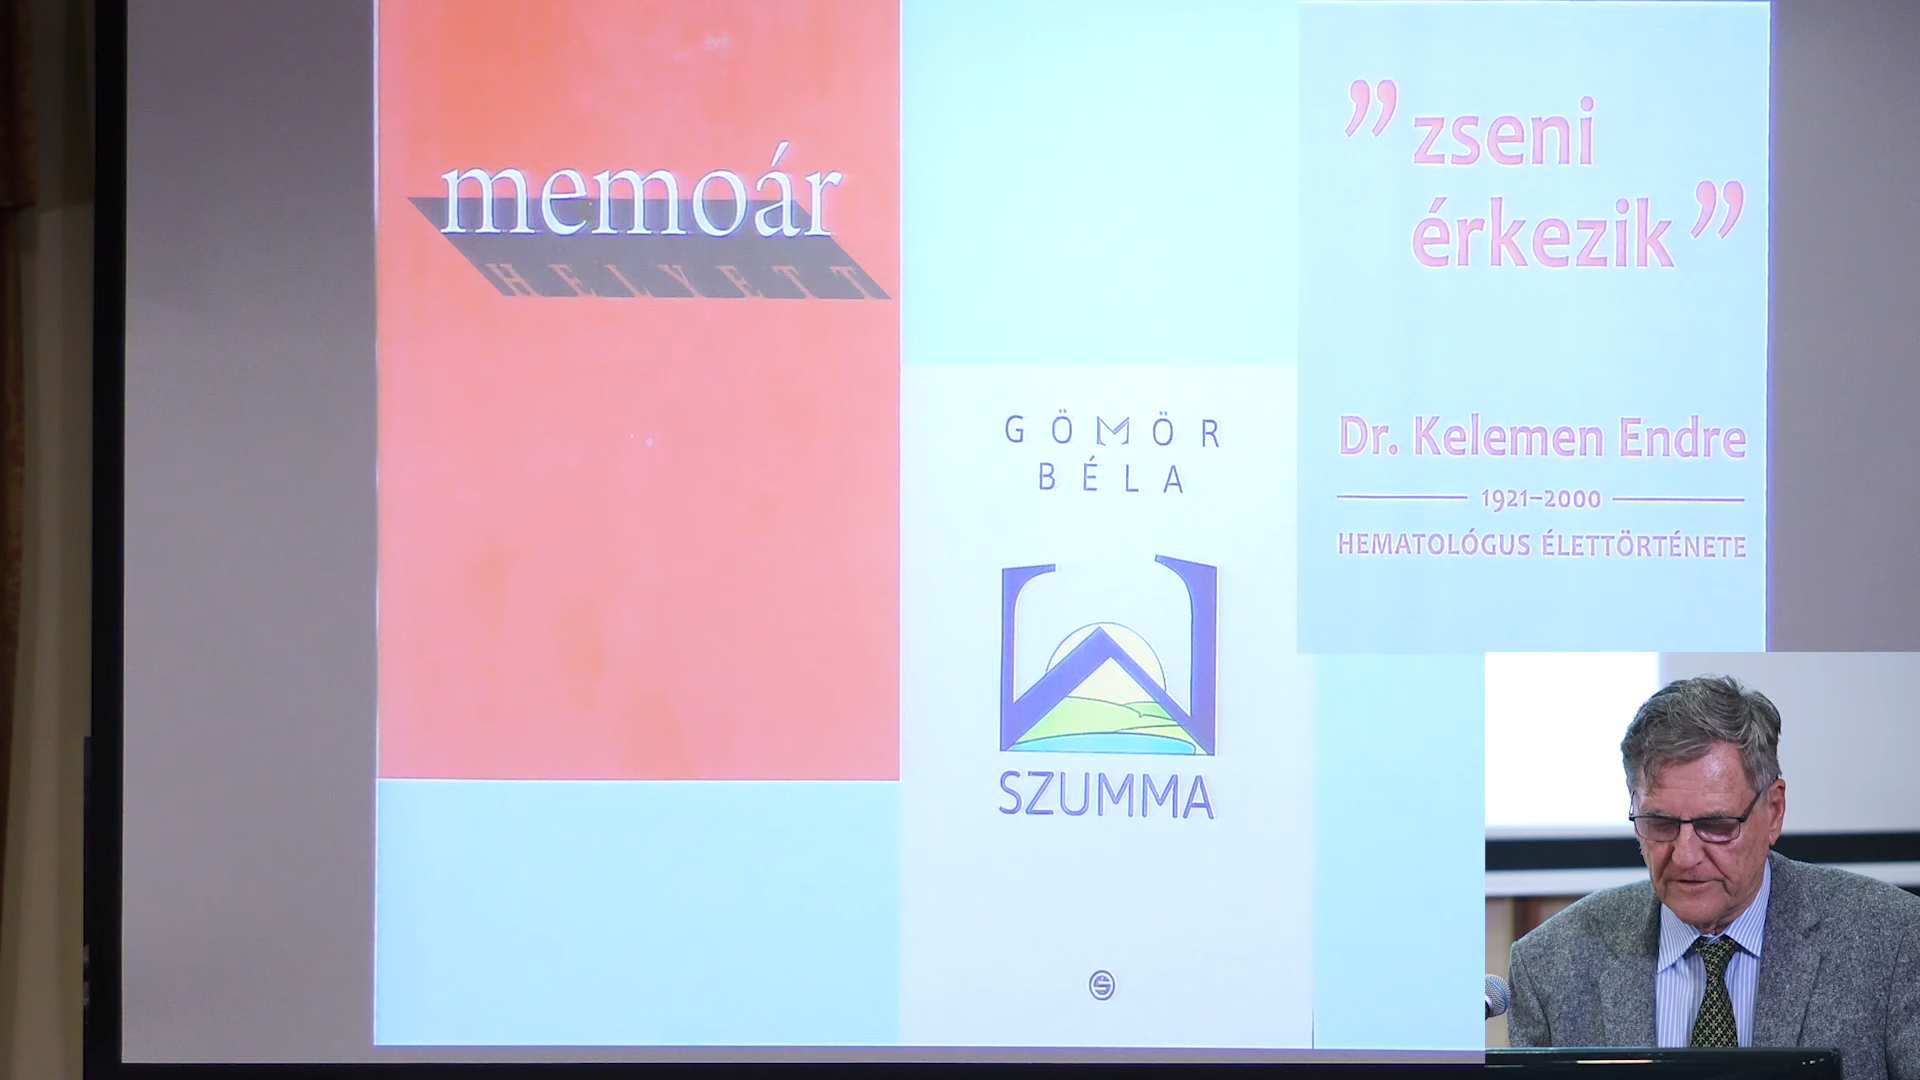 memoár
HELYETT
GÖMÖR
BÉLA
SZUMMA
”zseni
érkezik”
Dr. Kelemen Endre
1921–2000
HEMATOLÓGUS ÉLETTÖRTÉNETE